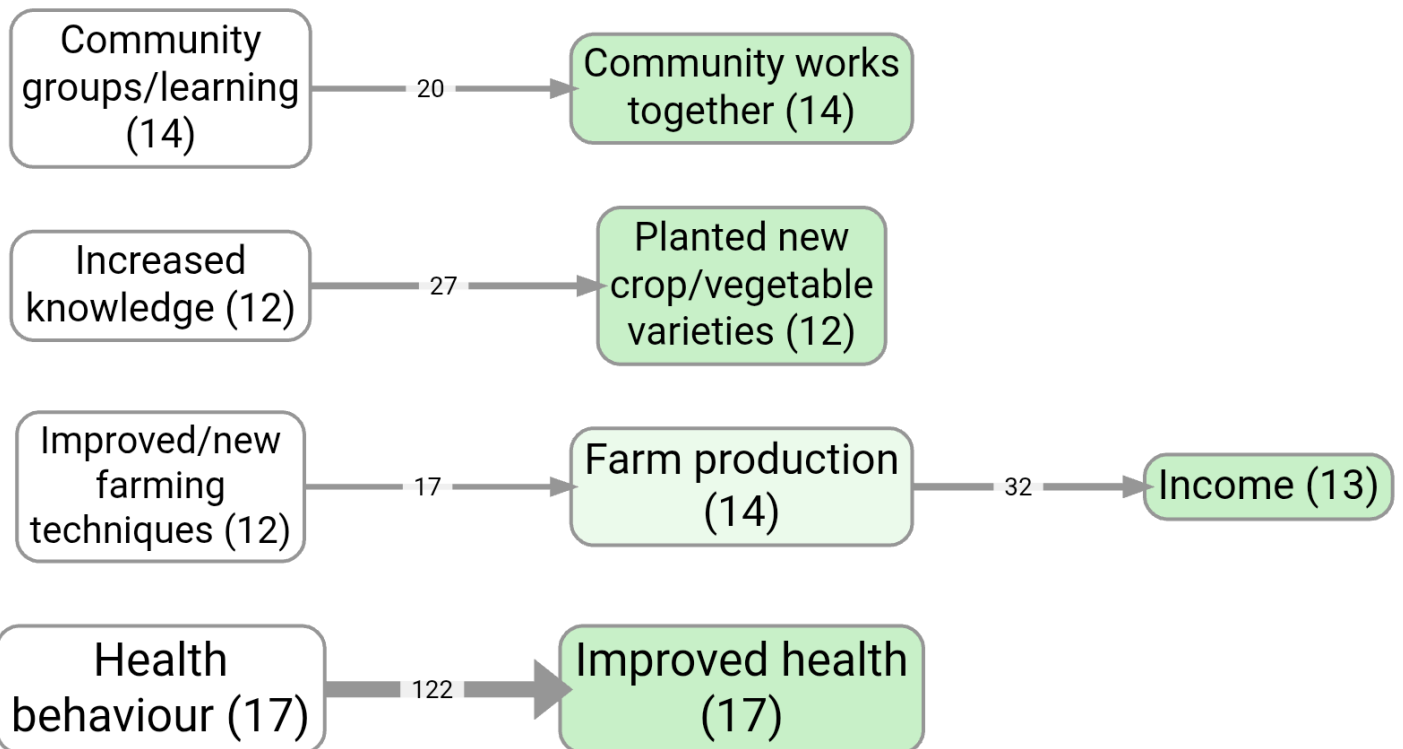 Community
groups/learning
(14)
20
Community works
together (14)
Increased
knowledge (12)
27
Planted new
crop/vegetable
varieties (12)
Improved/new
farming
techniques (12)
17
Farm production
(14)
32
Income (13)
Health
behaviour (17)
122
Improved health
(17)